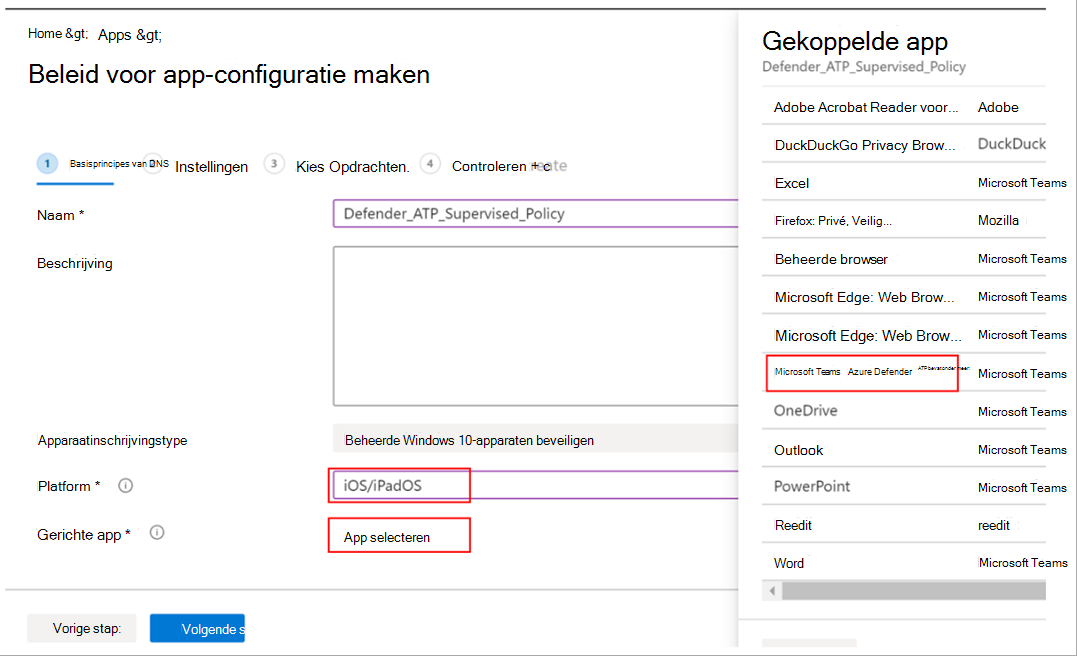 Home &gt; Apps &gt;
Beleid voor app-configuratie maken
1 Basisprincipes van DNS Instellingen 3 Kies Opdrachten. 4 Controleren + c
Naam *
Defender_ATP_Supervised_Policy
Beschrijving
Apparaatinschrijvingstype
Beheerde Windows 10-apparaten beveiligen
Platform *
iOS/iPadOS
Gerichte app *
App selecteren
Vorige stap:
Volgende s
Gekoppelde app
Defender_ATP_Supervised_Policy
Adobe Acrobat Reader voor... Adobe
DuckDuckGo Privacy Brow... DuckDuck
Excel Microsoft Teams
Firefox: Privé, Veilig... Mozilla
Beheerde browser Microsoft Teams
Microsoft Edge: Web Brow... Microsoft Teams
Microsoft Edge: Web Brow... Microsoft Teams
Microsoft Teams Azure Defender Microsoft Teams
OneDrive Microsoft Teams
Outlook Microsoft Teams
PowerPoint Microsoft Teams
Reedit reedit
Word Microsoft Teams